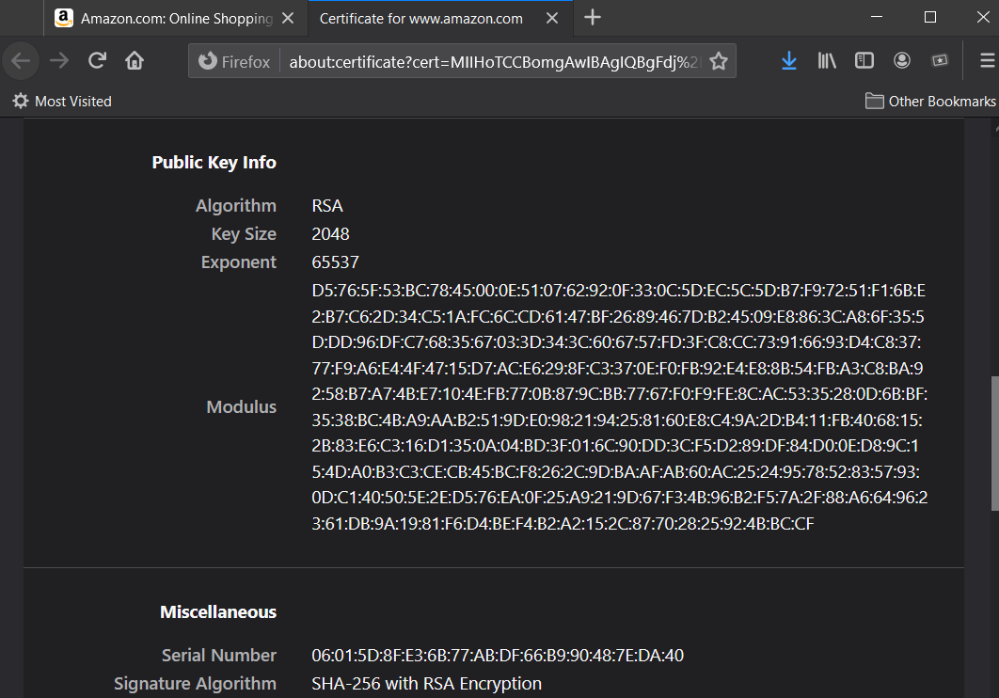 Amazon.com: Online Shopping
Certificate for www.amazon.com
Firefox about:certificate?cert=MIIHoTCCBomgAwIBAgIQBgFdj%2
Most Visited
Other Bookmarks
Public Key Info
Algorithm RSA
Key Size 2048
Exponent 65537
Modulus
D5:76:5F:53:BC:78:45:00:0E:51:07:62:92:0F:33:0C:5D:EC:5C:5D:B7:F9:72:51:F1:6B:E
2:B7:C6:2D:34:C5:1A:FC:6C:CD:61:47:BF:26:89:46:7D:B2:45:09:E8:86:3C:A8:6F:35:5
D:DD:96:DF:C7:68:35:67:03:3D:34:3C:60:67:57:FD:3F:C8:CC:73:91:66:93:D4:C8:37:
77:F9:A6:E4:4F:47:15:D7:AC:E6:29:8F:C3:37:0E:F0:FB:92:E4:E8:8B:54:FB:A3:C8:BA:9
2:58:B7:A7:4B:E7:10:4E:FB:77:0B:87:9C:BB:77:67:F0:F9:FE:8C:AC:53:35:28:0D:6B:BF:
35:38:BC:4B:A9:AA:B2:51:9D:E0:98:21:94:25:81:60:E8:C4:9A:2D:B4:11:FB:40:68:15:
2B:83:E6:C3:16:D1:35:0A:04:BD:3F:01:6C:90:DD:3C:F5:D2:89:DF:84:D0:0E:D8:9C:1
5:4D:A0:B3:C3:CE:CB:45:BC:F8:26:2C:9D:BA:AF:AB:60:AC:25:24:95:78:52:83:57:93:
0D:C1:40:50:5E:2E:D5:76:EA:0F:25:A9:21:9D:67:F3:4B:96:B2:F5:7A:2F:88:A6:64:96:2
3:61:DB:9A:19:81:F6:D4:BE:F4:B2:A2:15:2C:87:70:28:25:92:4B:BC:CF
Miscellaneous
Serial Number 06:01:5D:8F:E3:6B:77:AB:DF:66:B9:90:48:7E:DA:40
Signature Algorithm SHA-256 with RSA Encryption